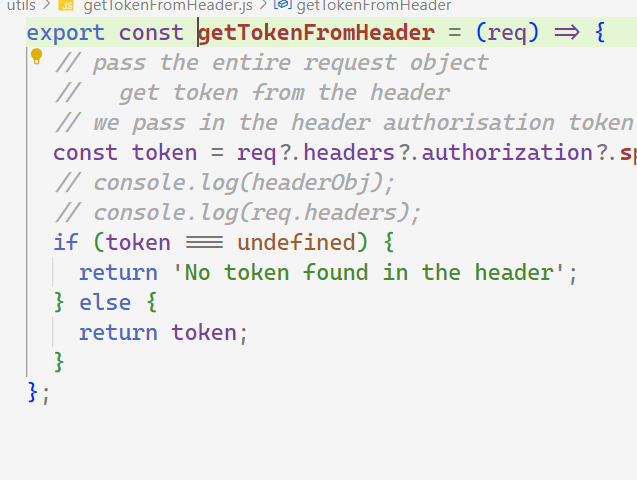 utils > JS getTokenFromHeader.js > getTokenFromHeader
export const getTokenFromHeader = (req) => {
// pass the entire request object
//   get token from the header
// we pass in the header authorisation token
const token = req?.headers?.authorization?.sp
// console.log(headerObj);
// console.log(req.headers);
if (token === undefined) {
return 'No token found in the header';
} else {
return token;
}
};